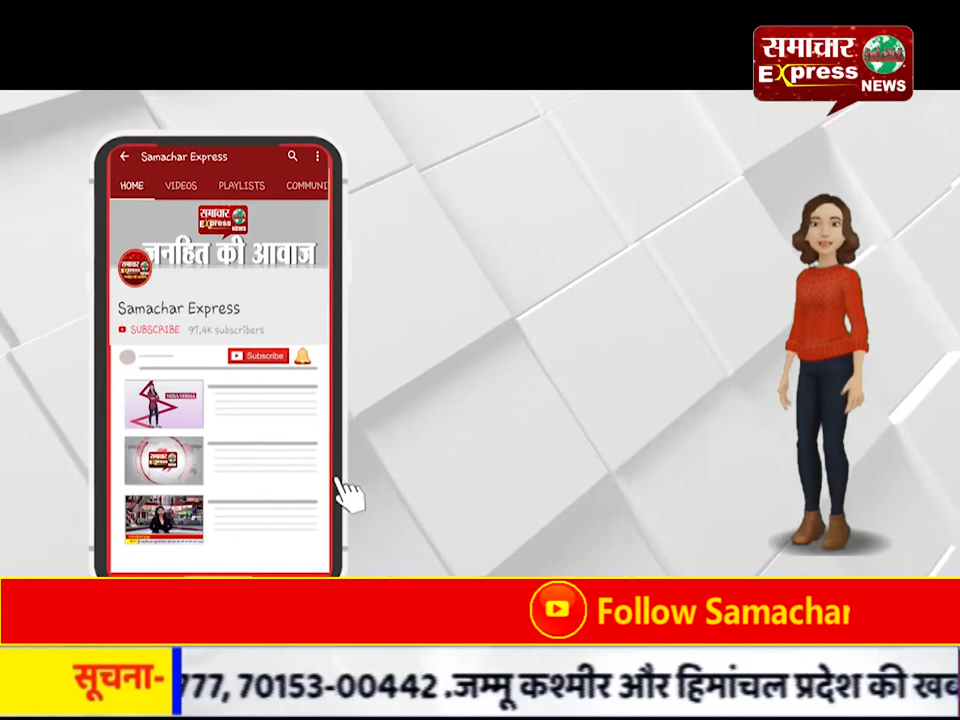 समाचार
Express
NEWS
Samachar Express
HOME VIDEOS PLAYLISTS COMMUNI
समाचार
Express
NEWS
जनहित की आवाज
Samachar Express
SUBSCRIBE 97.4K subscribers
Subscribe
Follow Samachar
सूचना- 777, 70153-00442 .जम्मू कश्मीर और हिमांचल प्रदेश की खब